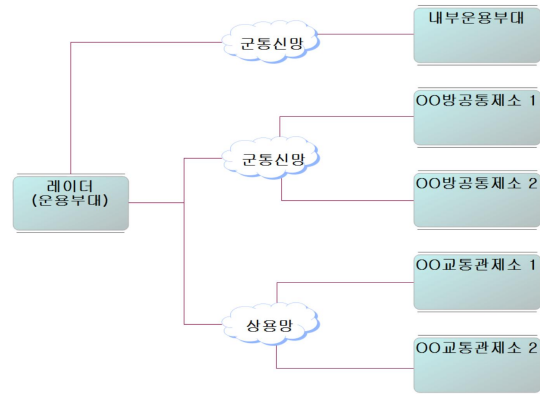 군통신망
내부운용부대
OO방공통제소 1
군통신망
레이더
(운용부대)
OO방공통제소 2
OO교통관제소 1
상용망
OO교통관제소 2